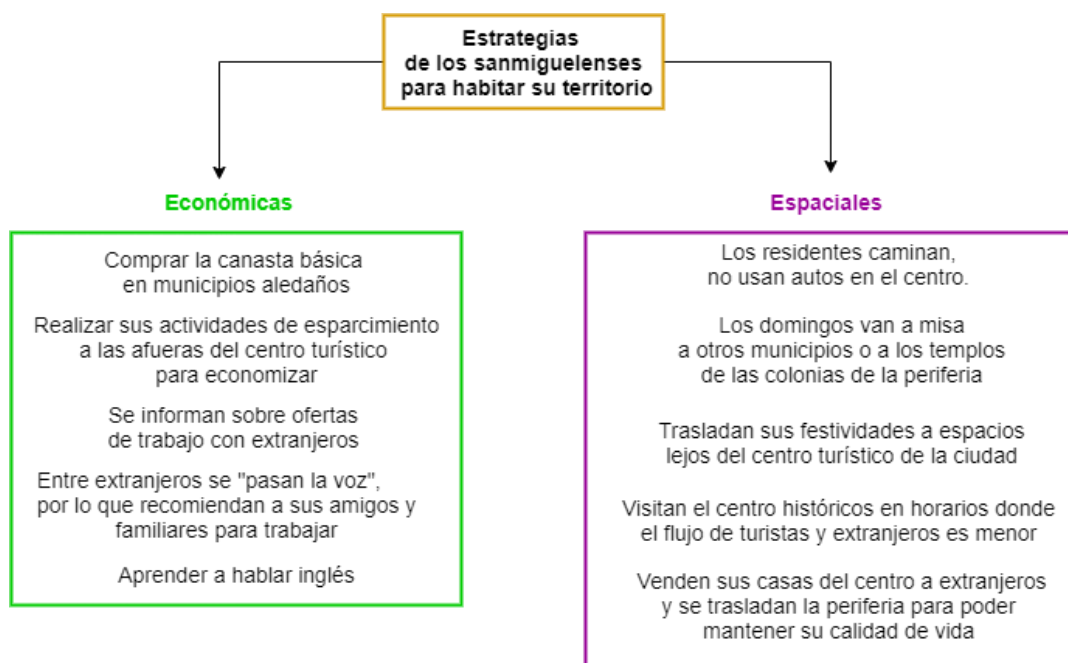 Estrategias
de los sanmiguelenses
para habitar su territorio
Económicas
Comprar la canasta básica
en municipios aledaños
Realizar sus actividades de esparcimiento
a las afueras del centro turístico
para economizar
Se informan sobre ofertas
de trabajo con extranjeros
Entre extranjeros se "pasan la voz",
por lo que recomiendan a sus amigos y
familiares para trabajar
Aprender a hablar inglés
Espaciales
Los residentes caminan,
no usan autos en el centro.
Los domingos van a misa
a otros municipios o a los templos
de las colonias de la periferia
Trasladan sus festividades a espacios
lejos del centro turístico de la ciudad
Visitan el centro históricos en horarios donde
el flujo de turistas y extranjeros es menor
Venden sus casas del centro a extranjeros
y se trasladan la periferia para poder
mantener su calidad de vida